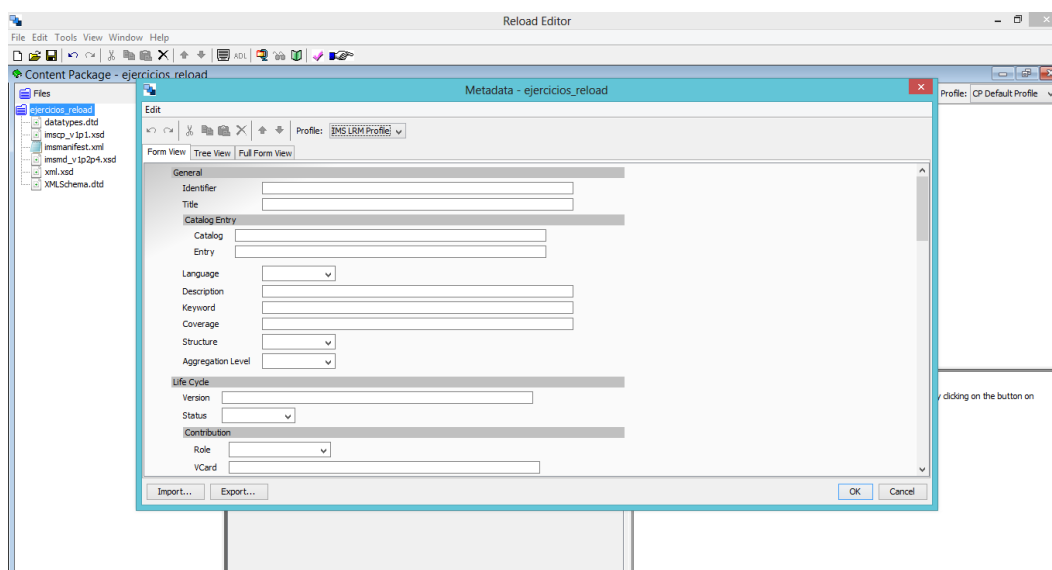 Reload Editor
File Edit Tools View Window Help
ADL
Content Package - ejercicios_reload
Files
Profile: CP Default Profile
ejercicios_reload
datatypes.dtd
imscp_v1p1.xsd
imsmanifest.xml
imsmd_v1p2p4.xsd
xml.xsd
XMLSchema.dtd
Metadata - ejercicios_reload
Edit
Profile: IMS LRM Profile
Form View Tree View Full Form View
General
Identifier
Title
Catalog Entry
Catalog
Entry
Language
Description
Keyword
Coverage
Structure
Aggregation Level
Life Cycle
Version
Status
Contribution
Role
VCard
Import... Export... OK Cancel
clicking on the button on